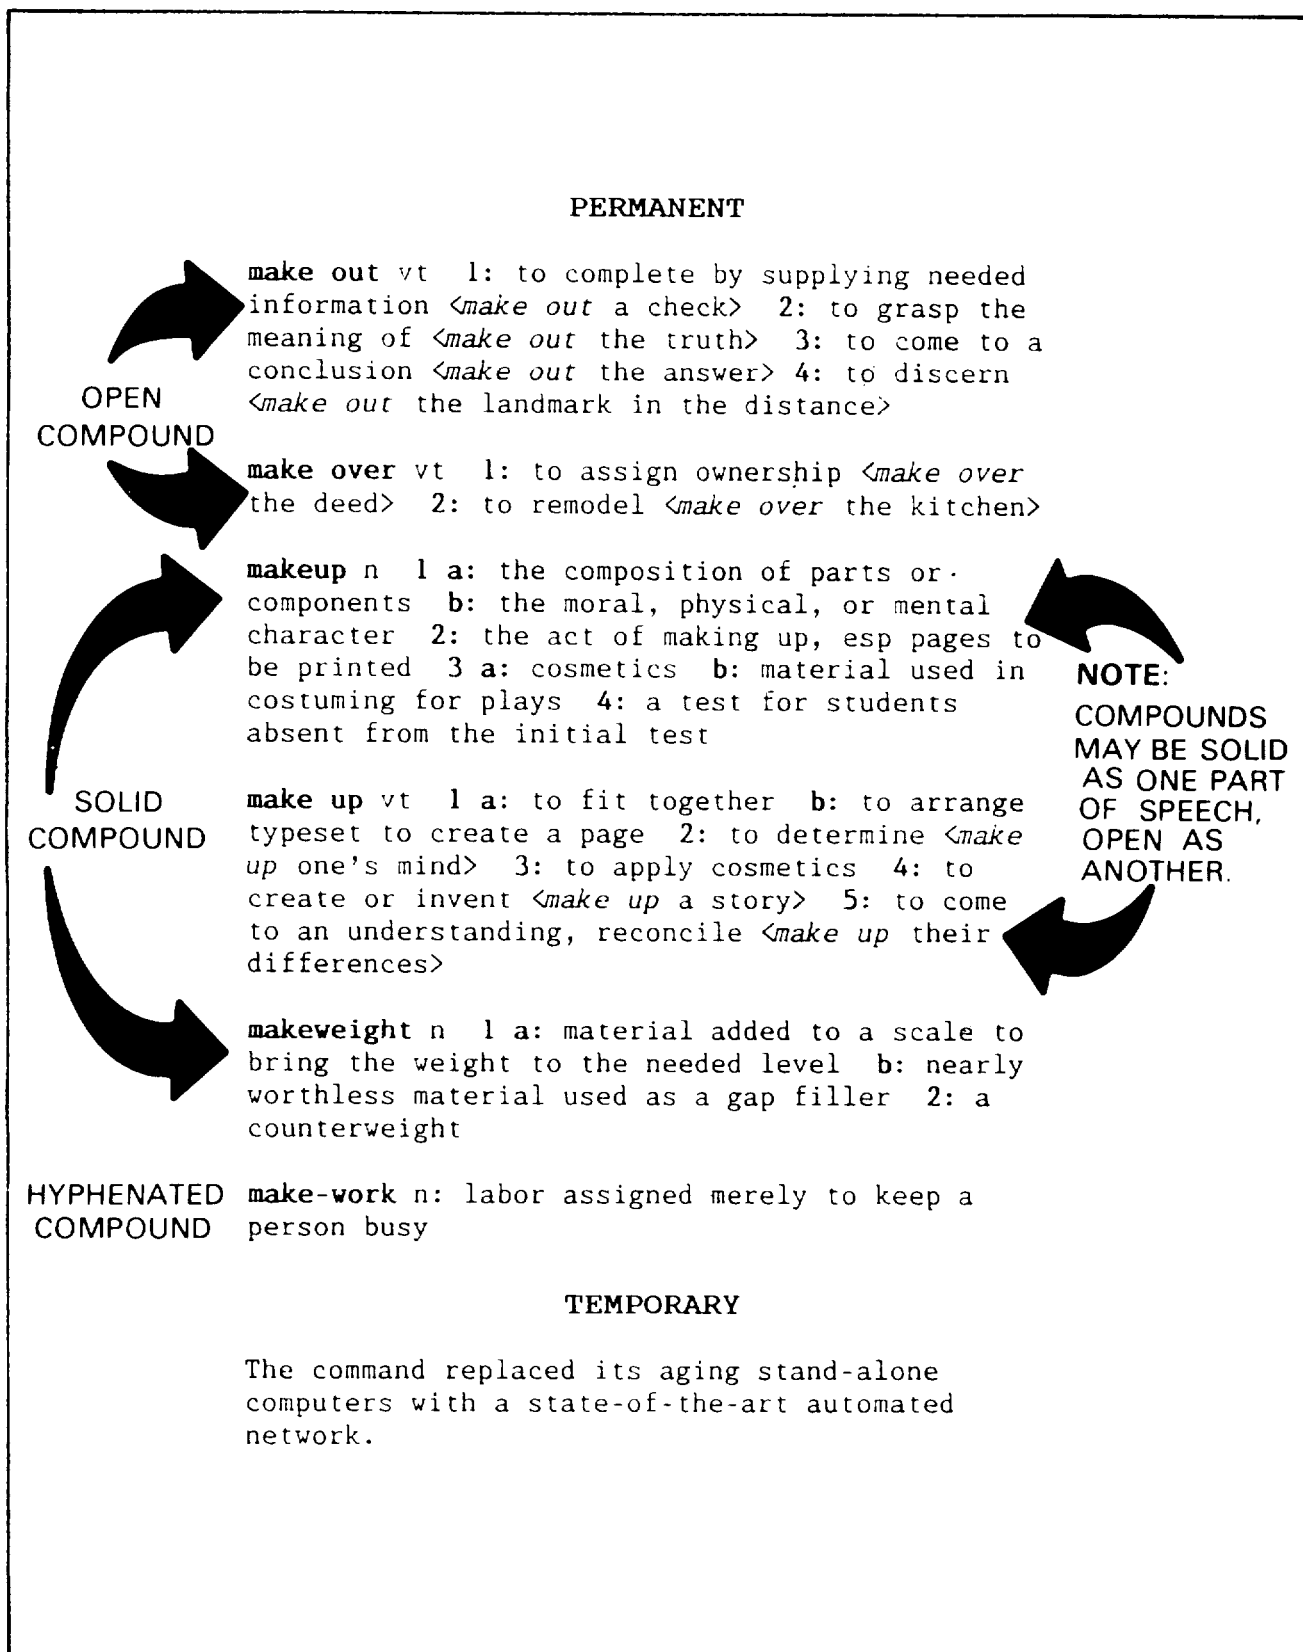 PERMANENT
make out vt 1: to complete by supplying needed
information <make out a check> 2: to grasp the
meaning of <make out the truth> 3: to come to a
conclusion <make out the answer> 4: to discern
<make out the landmark in the distance>
OPEN
COMPOUND
make over vt 1: to assign ownership <make over
the deed> 2: to remodel <make over the kitchen>
makeup n 1 a: the composition of parts or
components b: the moral, physical, or mental
character 2: the act of making up, esp pages to
be printed 3 a: cosmetics b: material used in
costuming for plays 4: a test for students
absent from the initial test
NOTE:
COMPOUNDS
MAY BE SOLID
AS ONE PART
OF SPEECH,
OPEN AS
ANOTHER.
SOLID
COMPOUND
make up vt 1 a: to fit together b: to arrange
typeset to create a page 2: to determine <make
up one's mind> 3: to apply cosmetics 4: to
create or invent <make up a story> 5: to come
to an understanding, reconcile <make up their
differences>
makeweight n 1 a: material added to a scale to
bring the weight to the needed level b: nearly
worthless material used as a gap filler 2: a
counterweight
HYPHENATED
COMPOUND
make-work n: labor assigned merely to keep a
person busy
TEMPORARY
The command replaced its aging stand-alone
computers with a state-of-the-art automated
network.